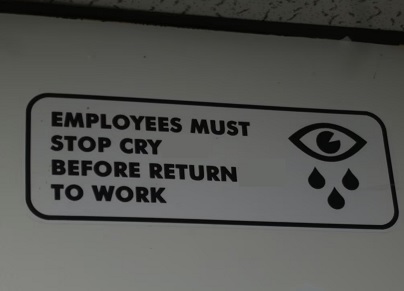 EMPLOYEES MUST
STOP CRY
BEFORE RETURN
TO WORK